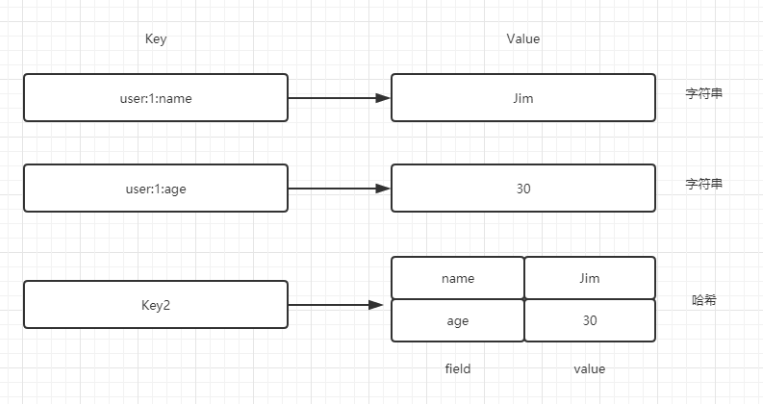 Key
Value
user:1:name
Jim
字符串
user:1:age
30
字符串
Key2
name
Jim
age
30
哈希
field
value